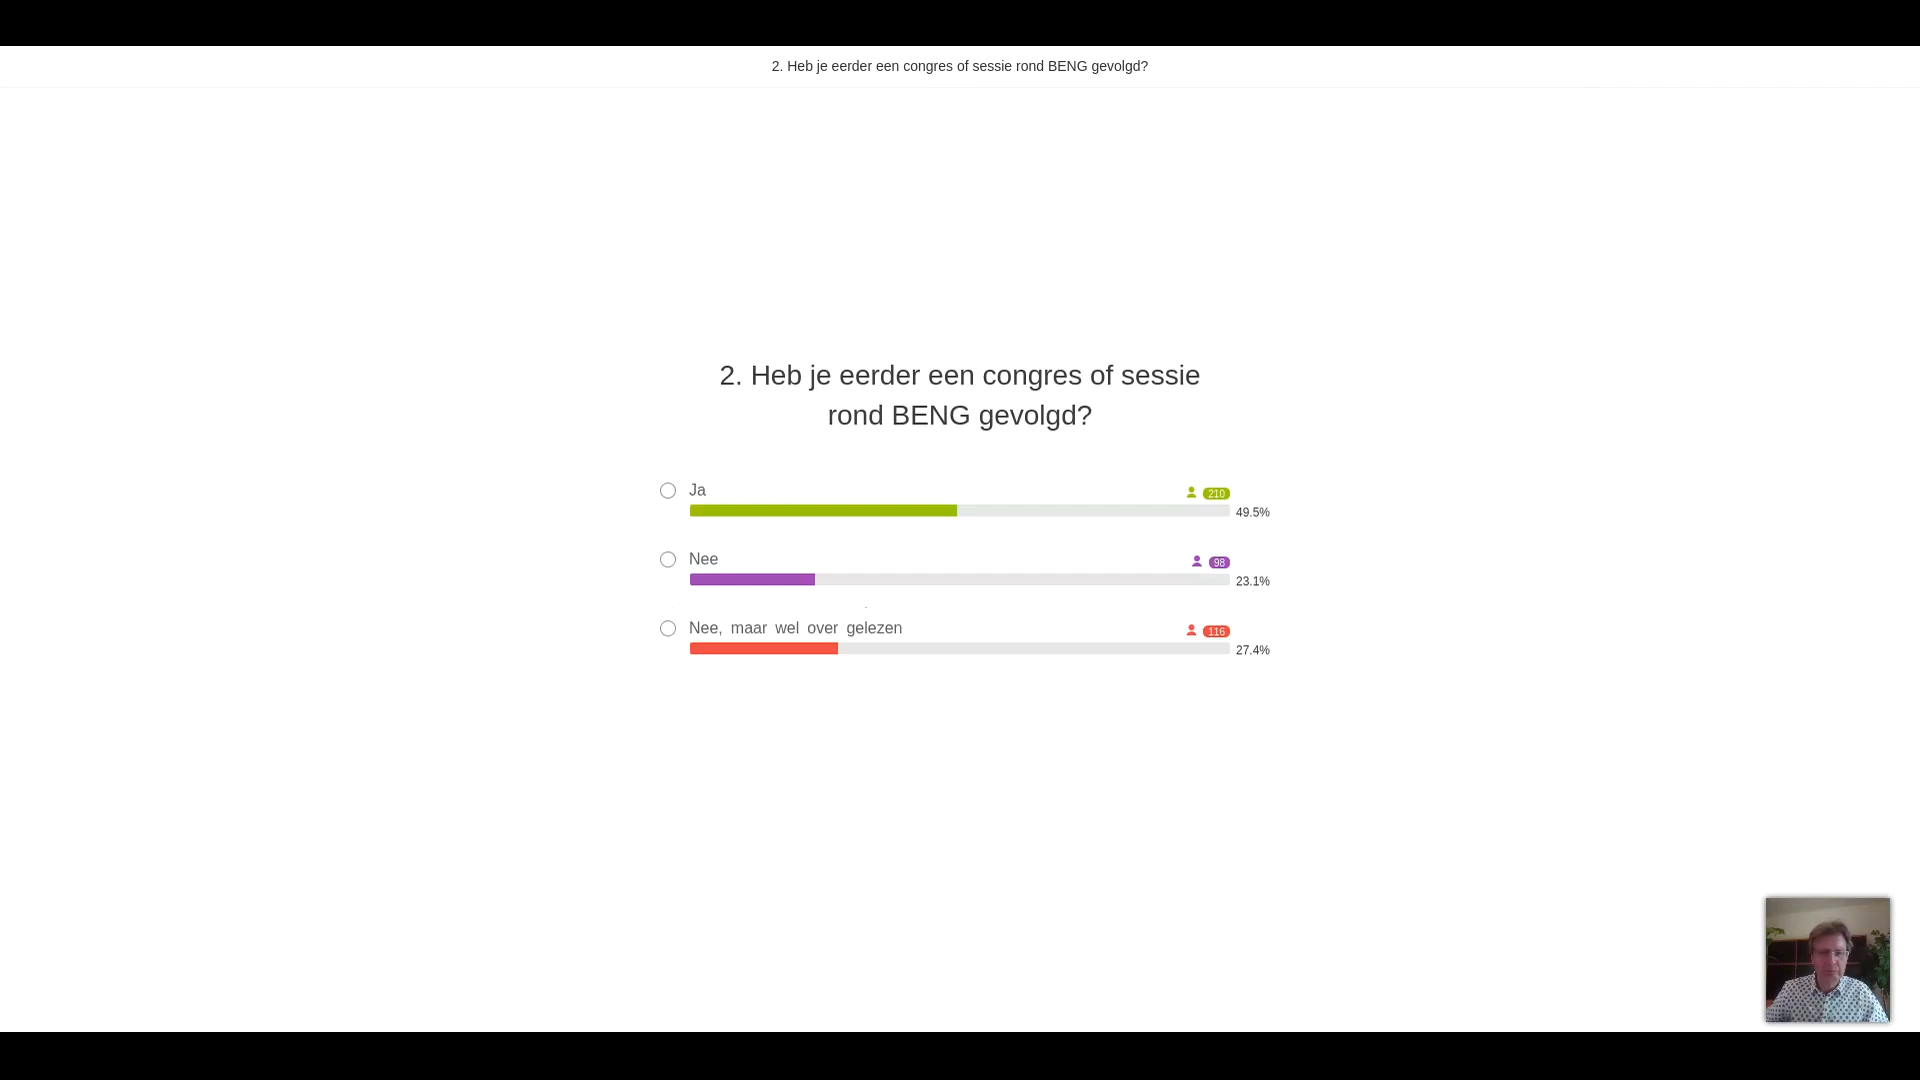 2. Heb je eerder een congres of sessie rond BENG gevolgd?
2. Heb je eerder een congres of sessie
rond BENG gevolgd?
Ja
210
49.5%
Nee
98
23.1%
Nee, maar wel over gelezen
116
27.4%